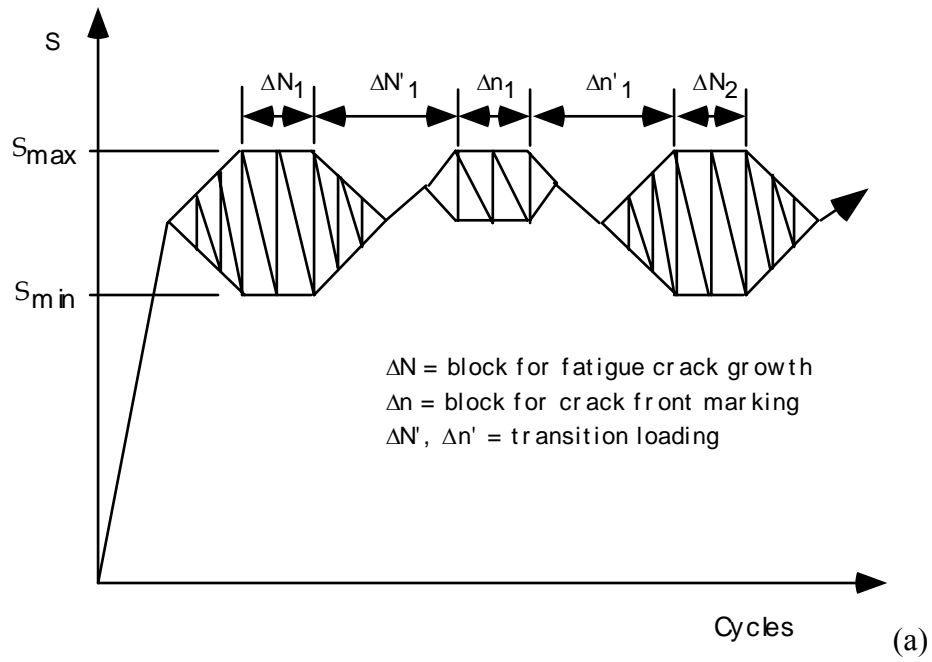 S
ΔN1 ΔN'1 Δn1 Δn'1 ΔN2
Smax
Smin
ΔN = block for fatigue crack growth
Δn = block for crack front marking
ΔN', Δn' = transition loading
Cycles
(a)